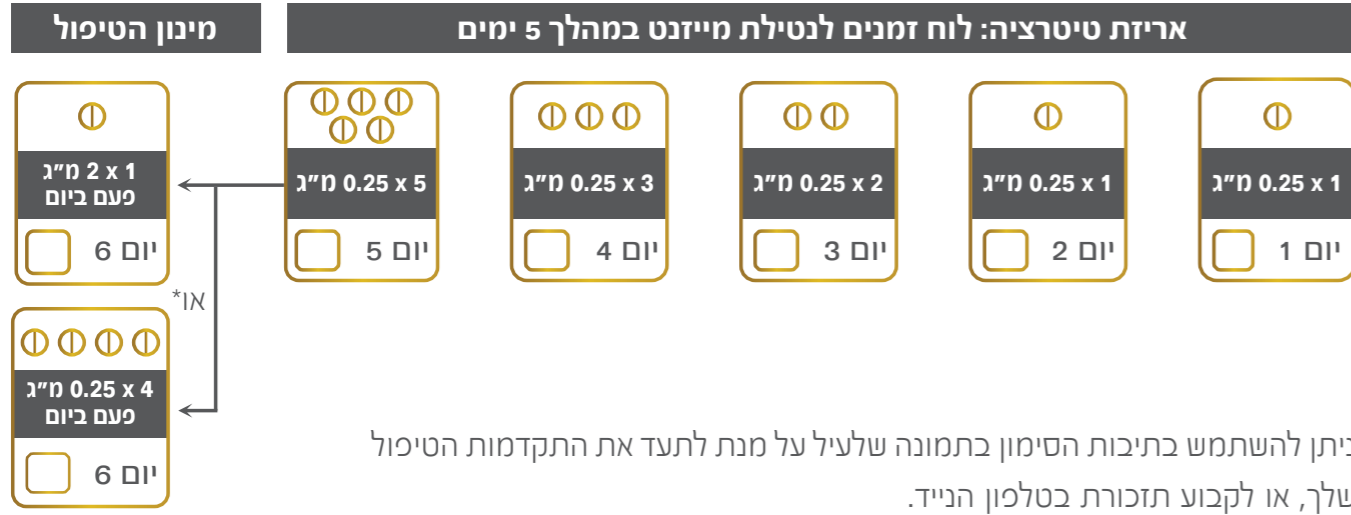 אריזת טיטרציה: לוח זמנים לנטילת מייזנט במהלך 5 ימים
מינון הטיפול
1 x 0.25 מ״ג
יום 1
1 x 0.25 מ״ג
יום 2
2 x 0.25 מ״ג
יום 3
3 x 0.25 מ״ג
יום 4
5 x 0.25 מ״ג
יום 5
1 x 2 מ״ג
פעם ביום
יום 6
או*
4 x 0.25 מ״ג
פעם ביום
יום 6
ניתן להשתמש בתיבות הסימון בתמונה שלעיל על מנת לתעד את התקדמות הטיפול
שלך, או לקבוע תזכורת בטלפון הנייד.